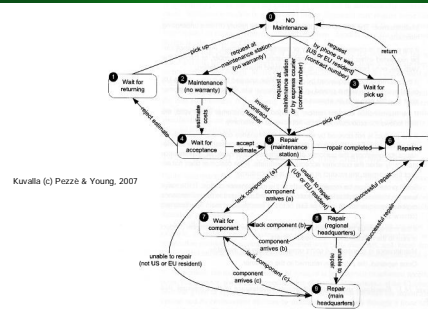 0
NO
Maintenance
pick up
request at
maintenance station
(no warranty)
request at
maintenance station
or by express courier
(contract number)
request
by phone or web
[US or EU resident]
(contract number)
return
1
Wait for
returning
2
Maintenance
(no warranty)
3
Wait for
pick up
reject estimate
estimate
costs
invalid
contract
number
pick up
4
Wait for
acceptance
accept
estimate
5
Repair
(maintenance
station)
repair completed
6
Repaired
Kuvalla (c) Pezzè & Young, 2007
lack component (a)
component
arrives (a)
unable to repair
(US or EU resident)
successful repair
7
Wait for
component
lack component (b)
component
arrives (b)
8
Repair
(regional
headquarters)
unable to repair
(not US or EU resident)
lack component (c)
component
arrives (c)
unable to
repair
successful repair
9
Repair
(main
headquarters)